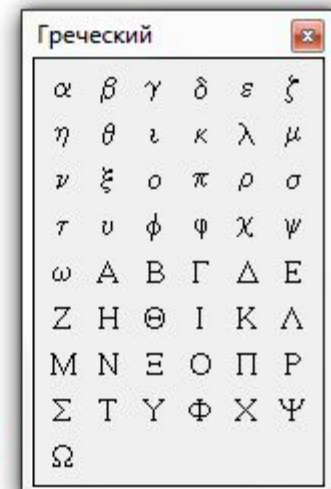 Греческий
α β γ δ ε ζ
η θ ι κ λ μ
ν ξ ο π ρ σ
τ υ ϕ φ χ ψ
ω Α Β Γ Δ Ε
Ζ Η Θ Ι Κ Λ
Μ Ν Ξ Ο Π Ρ
Σ Τ Υ Φ Χ Ψ
Ω